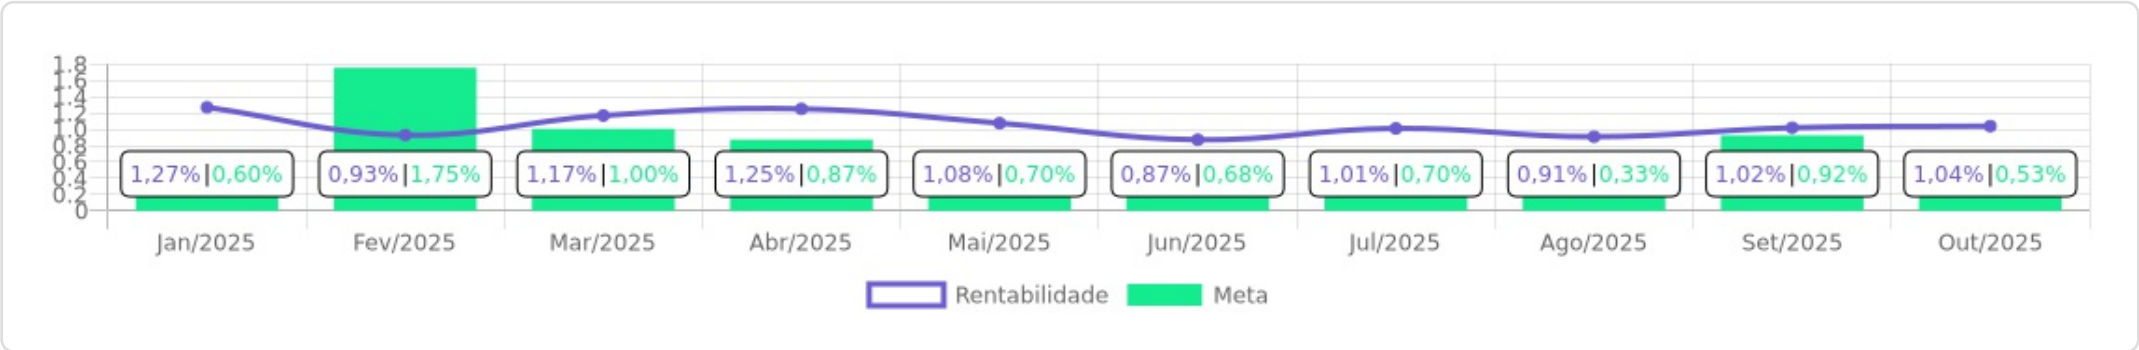 1.8
1.6
1.4
1.2
1.0
0.8
0.6
0.4
0.2
0
1,27%|0,60%
0,93%|1,75%
1,17%|1,00%
1,25%|0,87%
1,08%|0,70%
0,87%|0,68%
1,01%|0,70%
0,91%|0,33%
1,02%|0,92%
1,04%|0,53%
Jan/2025
Fev/2025
Mar/2025
Abr/2025
Mai/2025
Jun/2025
Jul/2025
Ago/2025
Set/2025
Out/2025
Rentabilidade
Meta